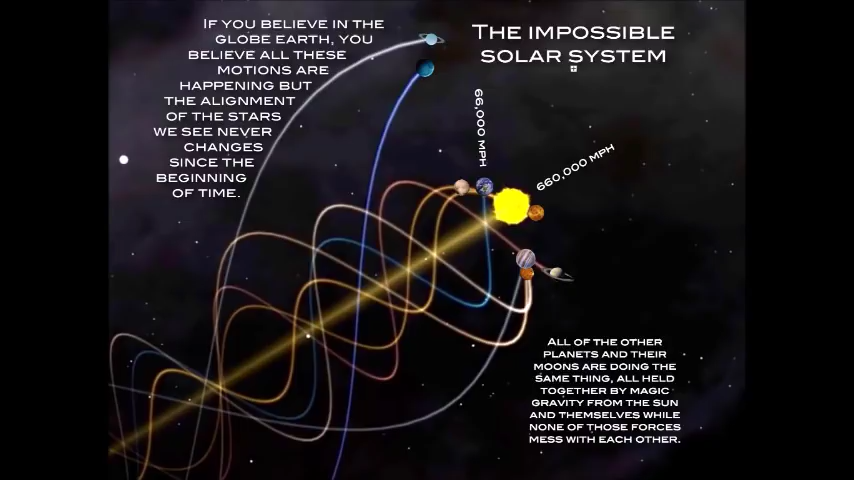 IF YOU BELIEVE IN THE
GLOBE EARTH, YOU
BELIEVE ALL THESE
MOTIONS ARE
HAPPENING BUT
THE ALIGNMENT
OF THE STARS
WE SEE NEVER
CHANGES
SINCE THE
BEGINNING
OF TIME.
THE IMPOSSIBLE
SOLAR SYSTEM
66,000 MPH
660,000 MPH
ALL OF THE OTHER
PLANETS AND THEIR
MOONS ARE DOING THE
SAME THING, ALL HELD
TOGETHER BY MAGIC
GRAVITY FROM THE SUN
AND THEMSELVES WHILE
NONE OF THOSE FORCES
MESS WITH EACH OTHER.